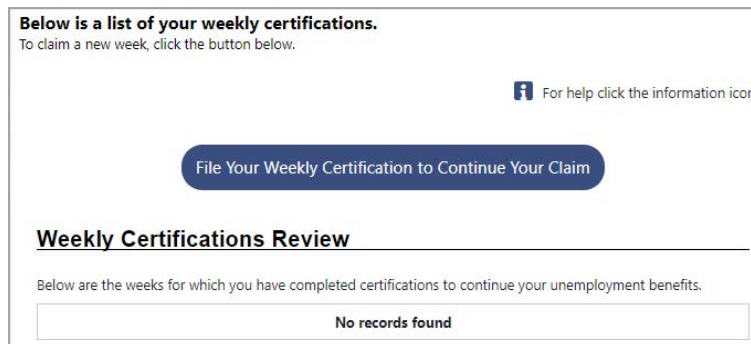 Below is a list of your weekly certifications.
To claim a new week, click the button below.
For help click the information icon
File Your Weekly Certification to Continue Your Claim
Weekly Certifications Review
Below are the weeks for which you have completed certifications to continue your unemployment benefits.
No records found